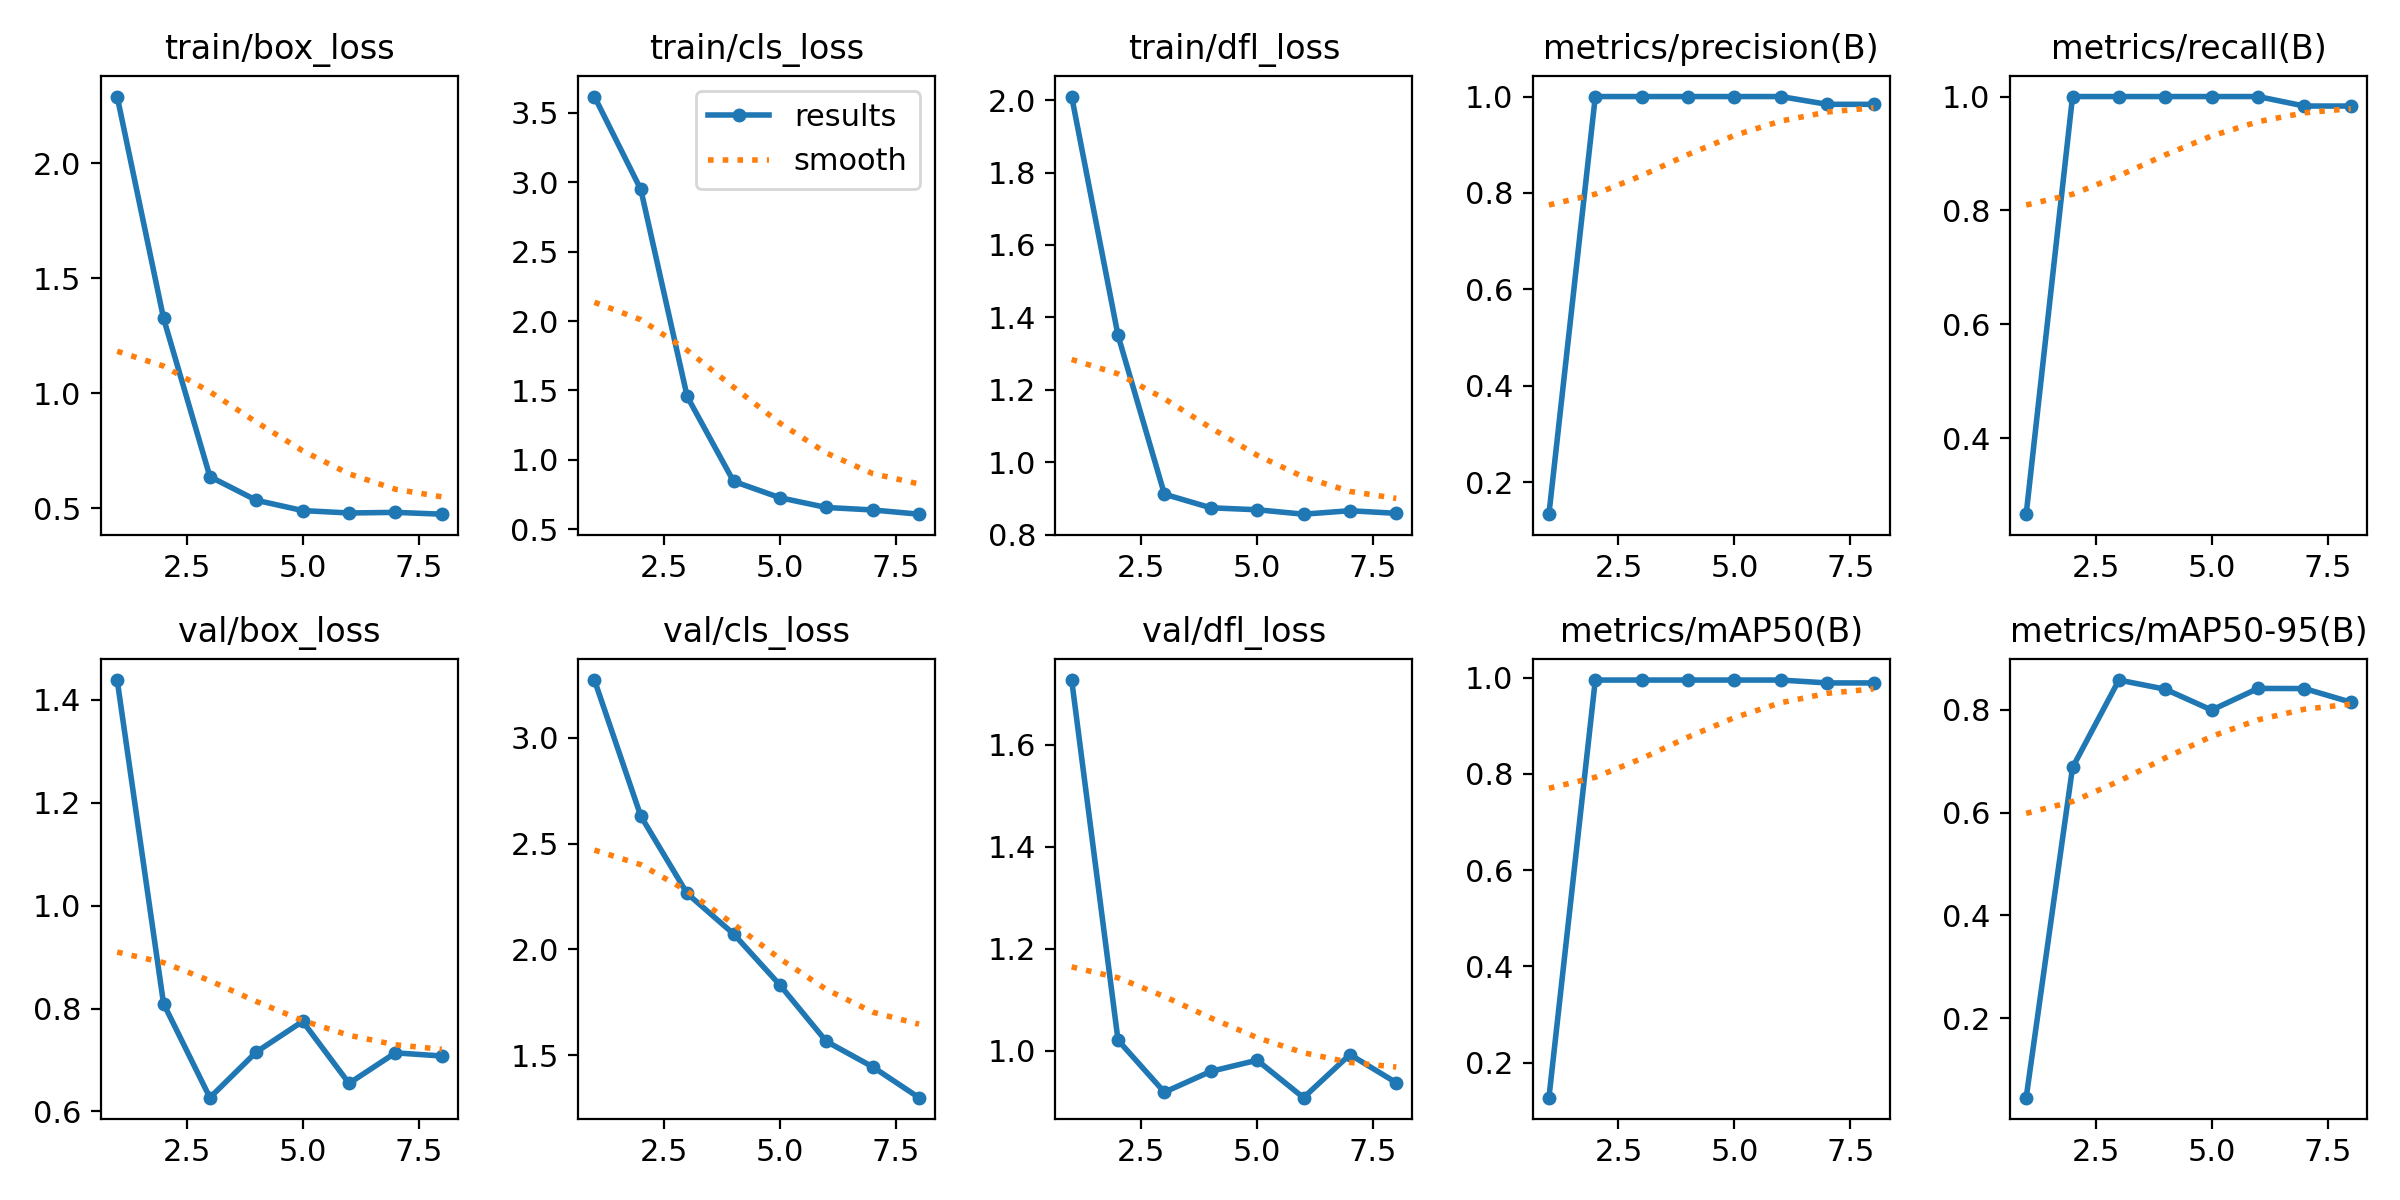 train/box_loss
train/cls_loss
train/dfl_loss
metrics/precision(B)
metrics/recall(B)
2.0
1.5
1.0
0.5
2.5 5.0 7.5
results
smooth
3.5
3.0
2.5
2.0
1.5
1.0
0.5
2.5 5.0 7.5
2.0
1.8
1.6
1.4
1.2
1.0
0.8
2.5 5.0 7.5
1.0
0.8
0.6
0.4
0.2
2.5 5.0 7.5
1.0
0.8
0.6
0.4
2.5 5.0 7.5
val/box_loss
val/cls_loss
val/dfl_loss
metrics/mAP50(B)
metrics/mAP50-95(B)
1.4
1.2
1.0
0.8
0.6
2.5 5.0 7.5
3.0
2.5
2.0
1.5
2.5 5.0 7.5
1.6
1.4
1.2
1.0
2.5 5.0 7.5
1.0
0.8
0.6
0.4
0.2
2.5 5.0 7.5
0.8
0.6
0.4
0.2
2.5 5.0 7.5